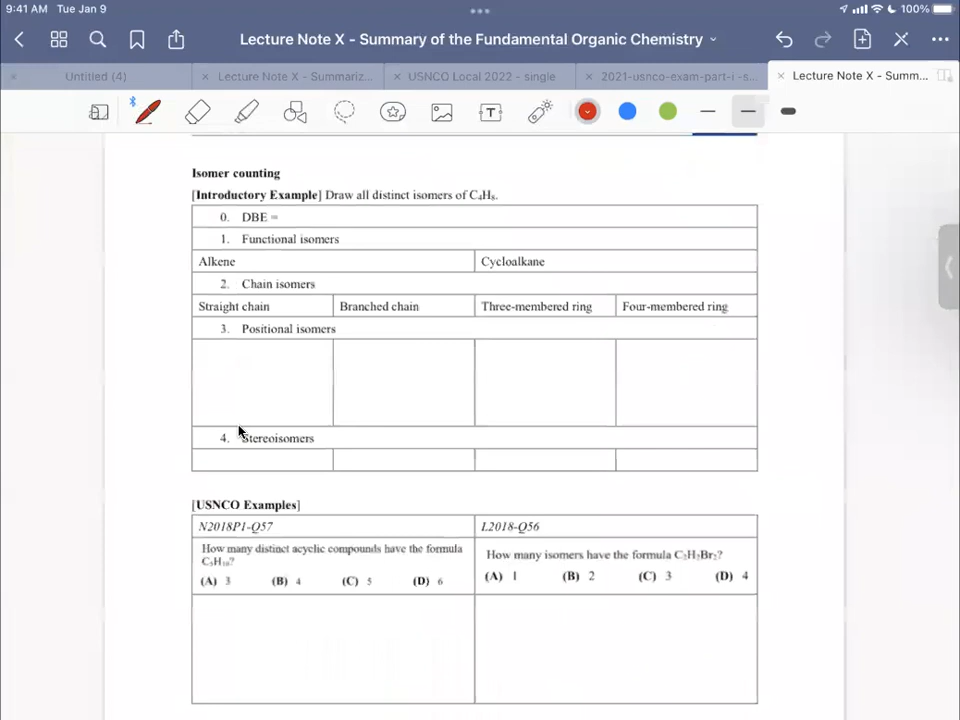 9:41 AM Tue Jan 9
100%
Lecture Note X - Summary of the Fundamental Organic Chemistry
Untitled (4)
Lecture Note X - Summariz...
USNCO Local 2022 - single
2021-usnco-exam-part-i -s...
Lecture Note X - Summ...
Isomer counting
[Introductory Example] Draw all distinct isomers of C₄H₈.
0. DBE =
1. Functional isomers
Alkene Cycloalkane
2. Chain isomers
Straight chain Branched chain Three-membered ring Four-membered ring
3. Positional isomers
4. Stereoisomers
[USNCO Examples]
N2018P1-Q57 L2018-Q56
How many distinct acyclic compounds have the formula
C₅H₁₀?
(A) 3 (B) 4 (C) 5 (D) 6
How many isomers have the formula C₂H₂Br₂?
(A) 1 (B) 2 (C) 3 (D) 4